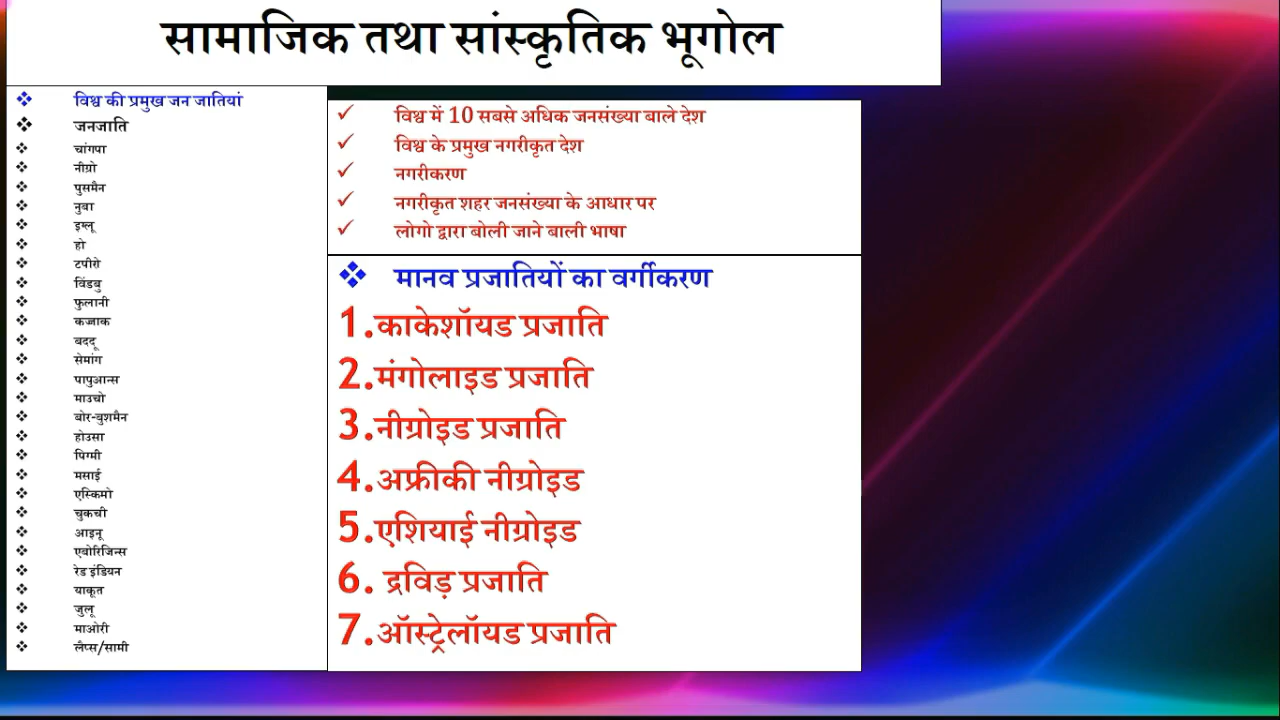 सामाजिक तथा सांस्कृतिक भूगोल
❖ विश्व की प्रमुख जन जातियां
❖ जनजाति
❖ चांगपा
❖ नीग्रो
❖ पुसमैन
❖ नुबा
❖ इग्लू
❖ हो
❖ टपीरो
❖ विंडबु
❖ फुलानी
❖ कज्जाक
❖ बददू
❖ सेमांग
❖ पापुआन्स
❖ माउचो
❖ बोर-बुशमैन
❖ होउसा
❖ पिग्मी
❖ मसाई
❖ एस्किमो
❖ चुकची
❖ आइनू
❖ एबोरिजिन्स
❖ रेड इंडियन
❖ याकूत
❖ जुलू
❖ माओरी
❖ लैप्स/सामी
✓ विश्व में 10 सबसे अधिक जनसंख्या बाले देश
✓ विश्व के प्रमुख नगरीकृत देश
✓ नगरीकरण
✓ नगरीकृत शहर जनसंख्या के आधार पर
✓ लोगो द्वारा बोली जाने बाली भाषा
❖ मानव प्रजातियों का वर्गीकरण
1.काकेशॉयड प्रजाति
2.मंगोलाइड प्रजाति
3.नीग्रोइड प्रजाति
4.अफ्रीकी नीग्रोइड
5.एशियाई नीग्रोइड
6. द्रविड़ प्रजाति
7.ऑस्ट्रेलॉयड प्रजाति